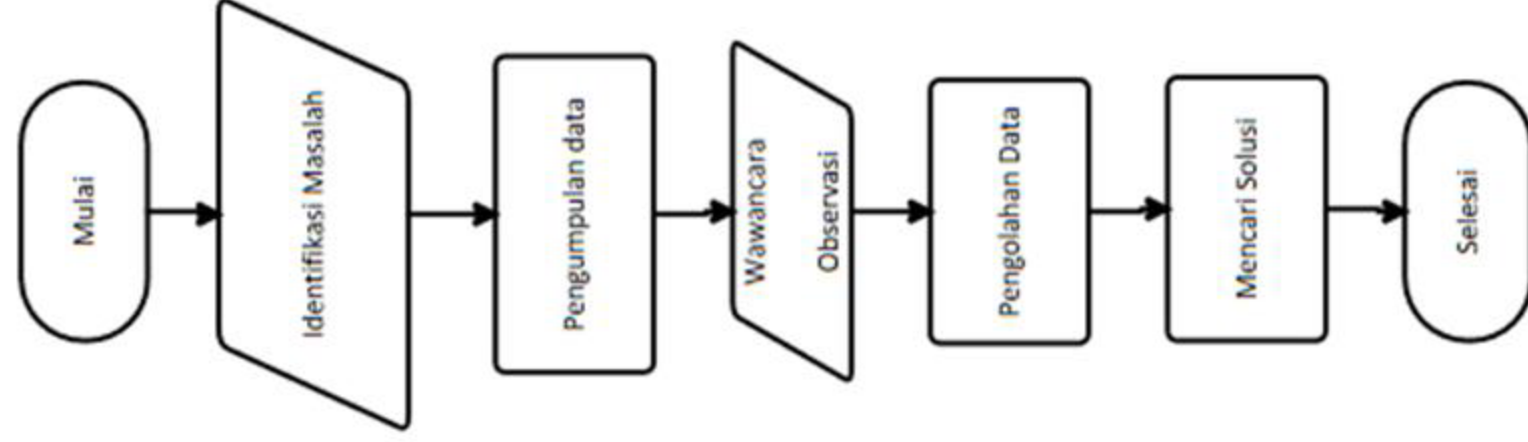 Mulai
Identifikasi Masalah
Pengumpulan data
Wawancara
Observasi
Pengolahan Data
Mencari Solusi
Selesai